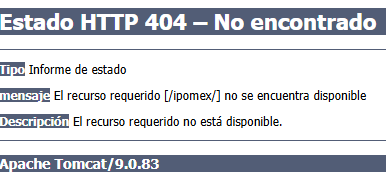 Estado HTTP 404 – No encontrado
Tipo Informe de estado
mensaje El recurso requerido [/ipomex/] no se encuentra disponible
Descripción El recurso requerido no está disponible.
Apache Tomcat/9.0.83